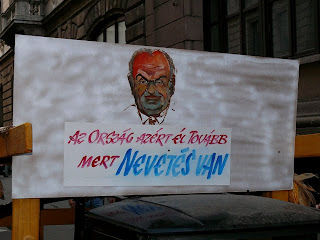 AZ ORSZÁG AZÉRT ÉL TOVÁBB
MERT NEVETÉS VAN